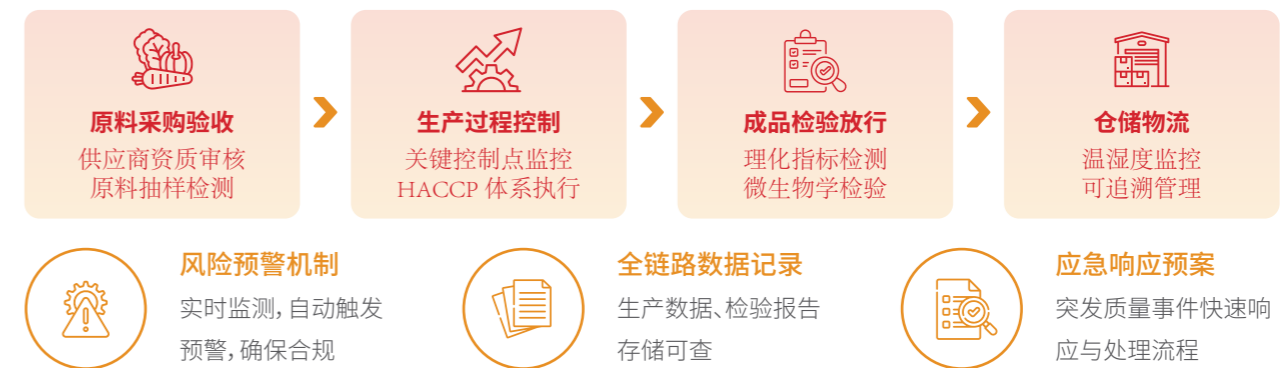 原料采购验收
供应商资质审核
原料抽样检测
生产过程控制
关键控制点监控
HACCP 体系执行
成品检验放行
理化指标检测
微生物学检验
仓储物流
温湿度监控
可追溯管理
风险预警机制
实时监测，自动触发
预警，确保合规
全链路数据记录
生产数据、检验报告
存储可查
应急响应预案
突发质量事件快速响
应与处理流程